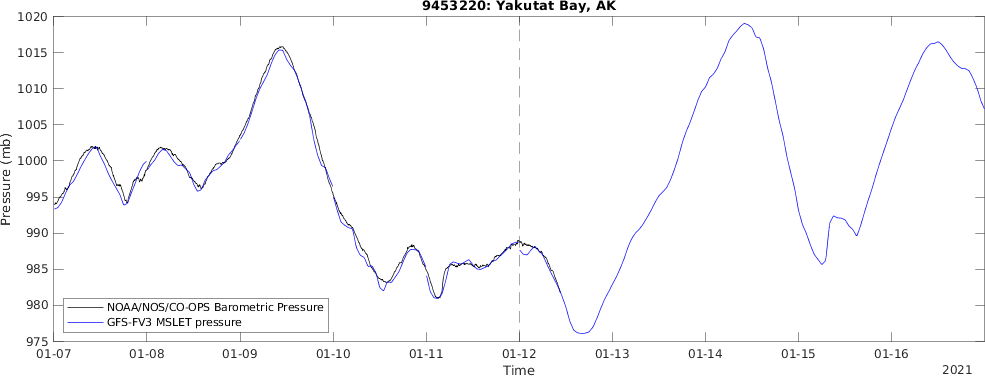 9453220: Yakutat Bay, AK
Pressure (mb)
1020
1015
1010
1005
1000
995
990
985
980
975
NOAA/NOS/CO-OPS Barometric Pressure
GFS-FV3 MSLET pressure
01-07 01-08 01-09 01-10 01-11 01-12 01-13 01-14 01-15 01-16
Time
2021